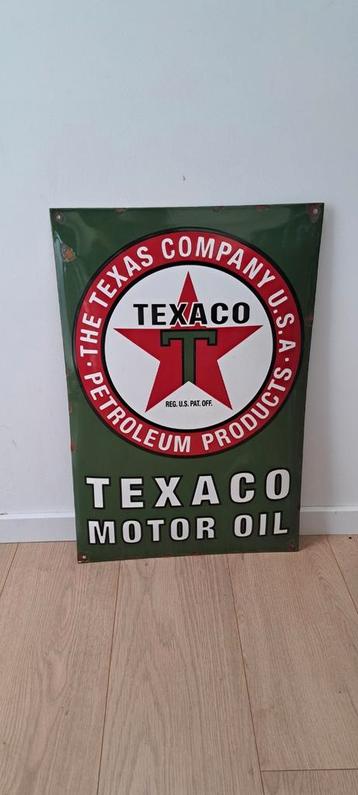 · THE TEXAS COMPANY U.S.A ·
TEXACO
T
REG. U.S. PAT. OFF.
PETROLEUM PRODUCTS
TEXACO
MOTOR OIL